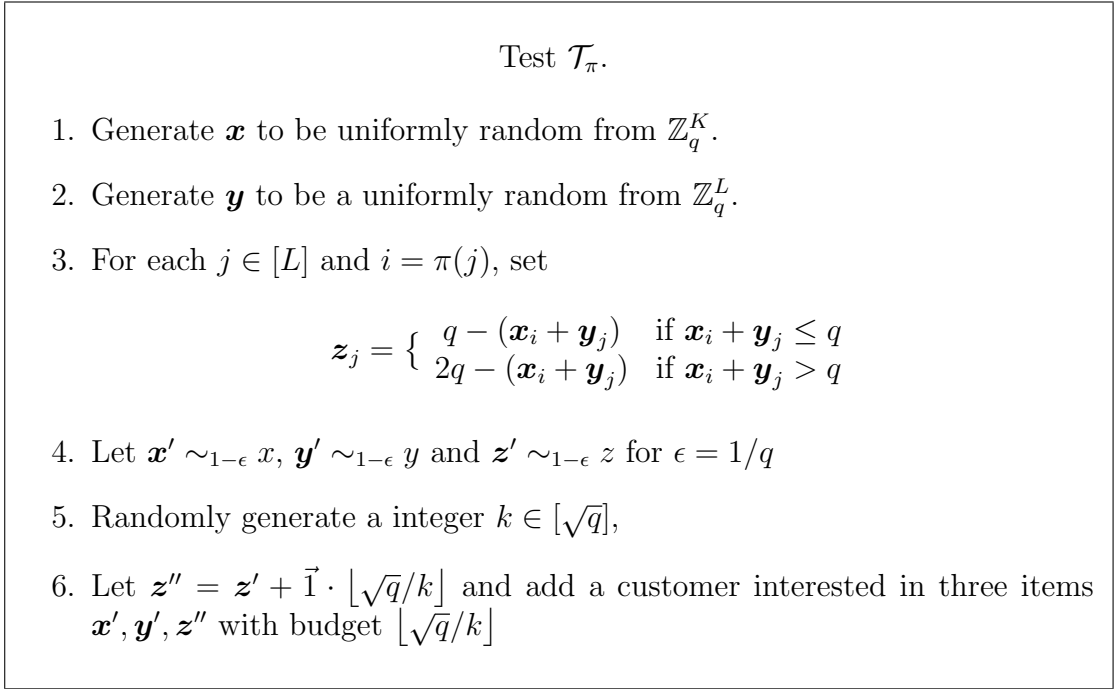 Test 𝒯_π.
1. Generate 𝒙 to be uniformly random from ℤ_q^K.
2. Generate 𝒚 to be a uniformly random from ℤ_q^L.
3. For each j ∈ [L] and i = π(j), set
𝒛_j = { q − (𝒙_i + 𝒚_j) if 𝒙_i + 𝒚_j ≤ q
2q − (𝒙_i + 𝒚_j) if 𝒙_i + 𝒚_j > q
4. Let 𝒙′ ∼_{1−ϵ} x, 𝒚′ ∼_{1−ϵ} y and 𝒛′ ∼_{1−ϵ} z for ϵ = 1/q
5. Randomly generate a integer k ∈ [√q],
6. Let 𝒛″ = 𝒛′ + 1⃗ · ⌊√q/k⌋ and add a customer interested in three items
𝒙′, 𝒚′, 𝒛″ with budget ⌊√q/k⌋